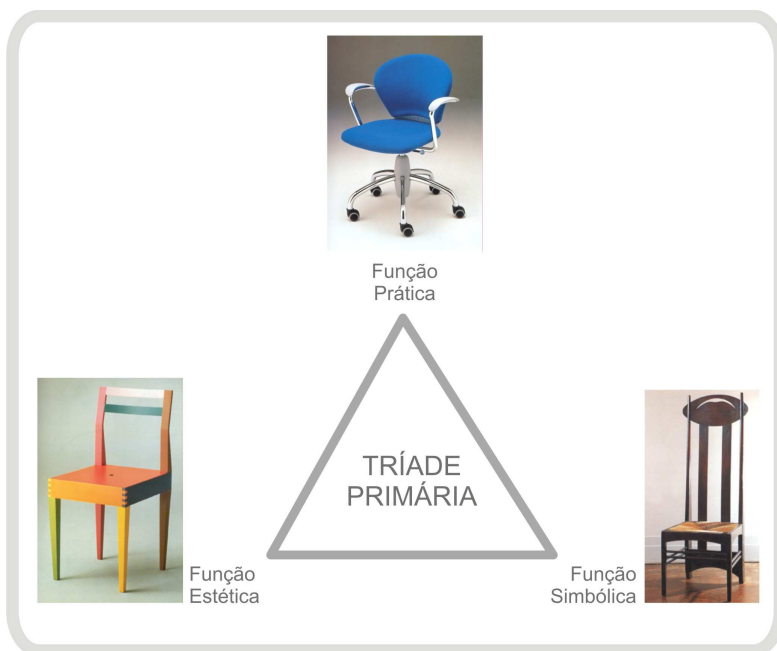 Função
Prática
TRÍADE
PRIMÁRIA
Função
Estética
Função
Simbólica